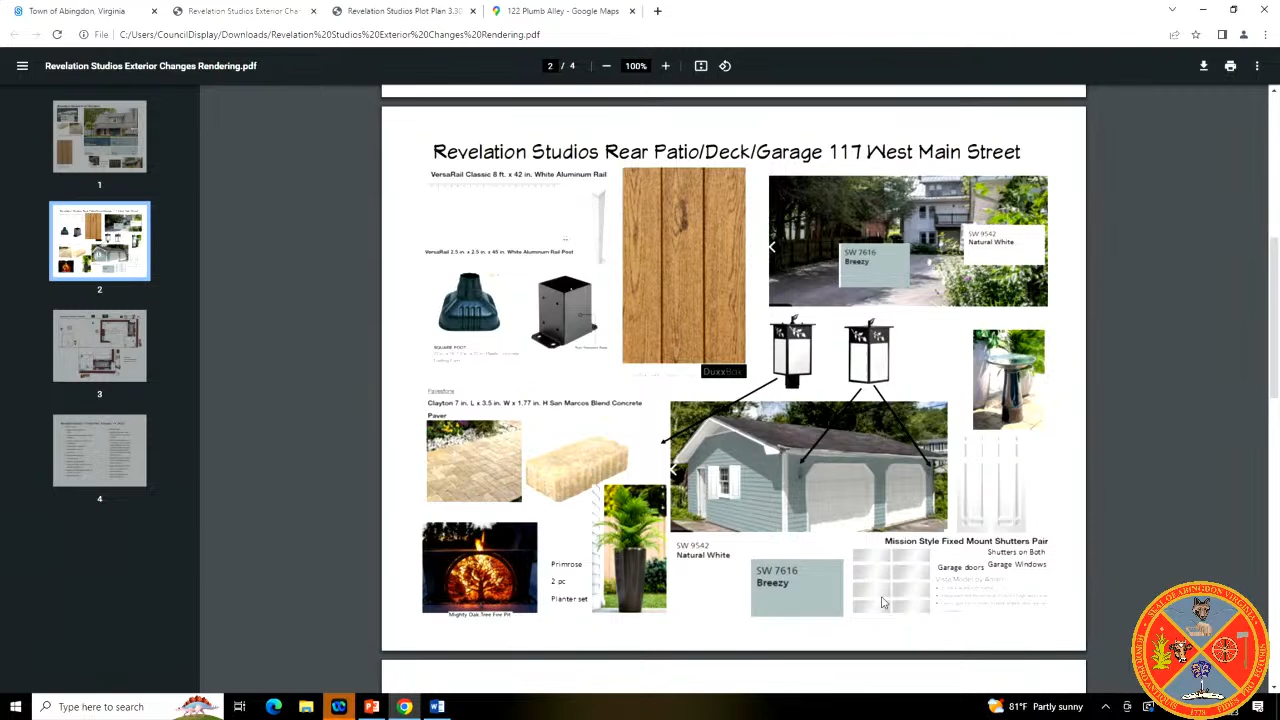 Town of Abingdon, Virginia
Revelation Studios Exterior Cha
Revelation Studios Plot Plan 3.30
122 Plumb Alley - Google Maps
File
C:/Users/CouncilDisplay/Downloads/Revelation%20Studios%20Exterior%20Changes%20Rendering.pdf
Revelation Studios Exterior Changes Rendering.pdf
2 / 4
100%
1
2
3
4
Revelation Studios Rear Patio/Deck/Garage 117 West Main Street
VersaRail Classic 8 ft. x 42 in. White Aluminum Rail
VersaRail 2.5 in. x 2.5 in. x 48 in. White Aluminum Rail Post
SQUARE FOOT
DuxxBak
SW 7616
Breezy
SW 9542
Natural White
Pavestone
Clayton 7 in. L x 3.5 in. W x 1.77 in. H San Marcos Blend Concrete
Paver
Mighty Oak Tree Fire Pit
Primrose
2 pc
Planter set
SW 9542
Natural White
SW 7616
Breezy
Mission Style Fixed Mount Shutters Pair
Shutters on Both
Garage Windows
Garage doors
Type here to search
81°F Partly sunny
1778